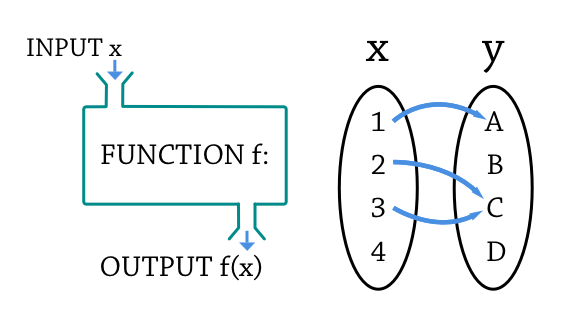 INPUT x
FUNCTION f:
OUTPUT f(x)
x y
1 A
2 B
3 C
4 D